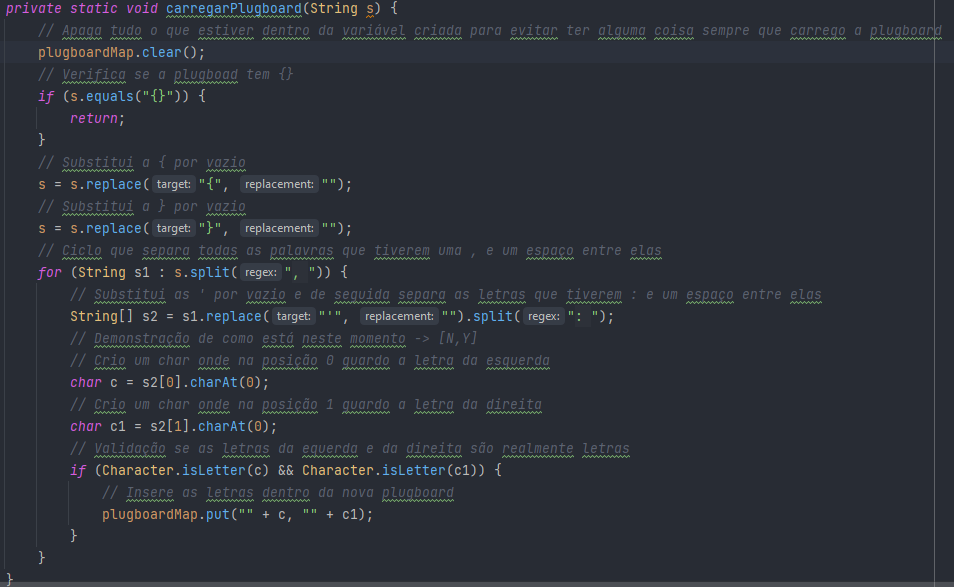 private static void carregarPlugboard(String s) {
// Apaga tudo o que estiver dentro da variável criada para evitar ter alguma coisa sempre que carrego a plugboard
plugboardMap.clear();
// Verifica se a plugboad tem {}
if (s.equals("{}")) {
return;
}
// Substitui a { por vazio
s = s.replace( target: "{", replacement: "");
// Substitui a } por vazio
s = s.replace( target: "}", replacement: "");
// Ciclo que separa todas as palavras que tiverem uma , e um espaço entre elas
for (String s1 : s.split( regex: ", ")) {
// Substitui as ' por vazio e de seguida separa as letras que tiverem : e um espaço entre elas
String[] s2 = s1.replace( target: "'", replacement: "").split( regex: ": ");
// Demonstração de como está neste momento -> [N,Y]
// Crio um char onde na posição 0 guardo a letra da esquerda
char c = s2[0].charAt(0);
// Crio um char onde na posição 1 guardo a letra da direita
char c1 = s2[1].charAt(0);
// Validação se as letras da equerda e da direita são realmente letras
if (Character.isLetter(c) && Character.isLetter(c1)) {
// Insere as letras dentro da nova plugboard
plugboardMap.put("" + c, "" + c1);
}
}
}